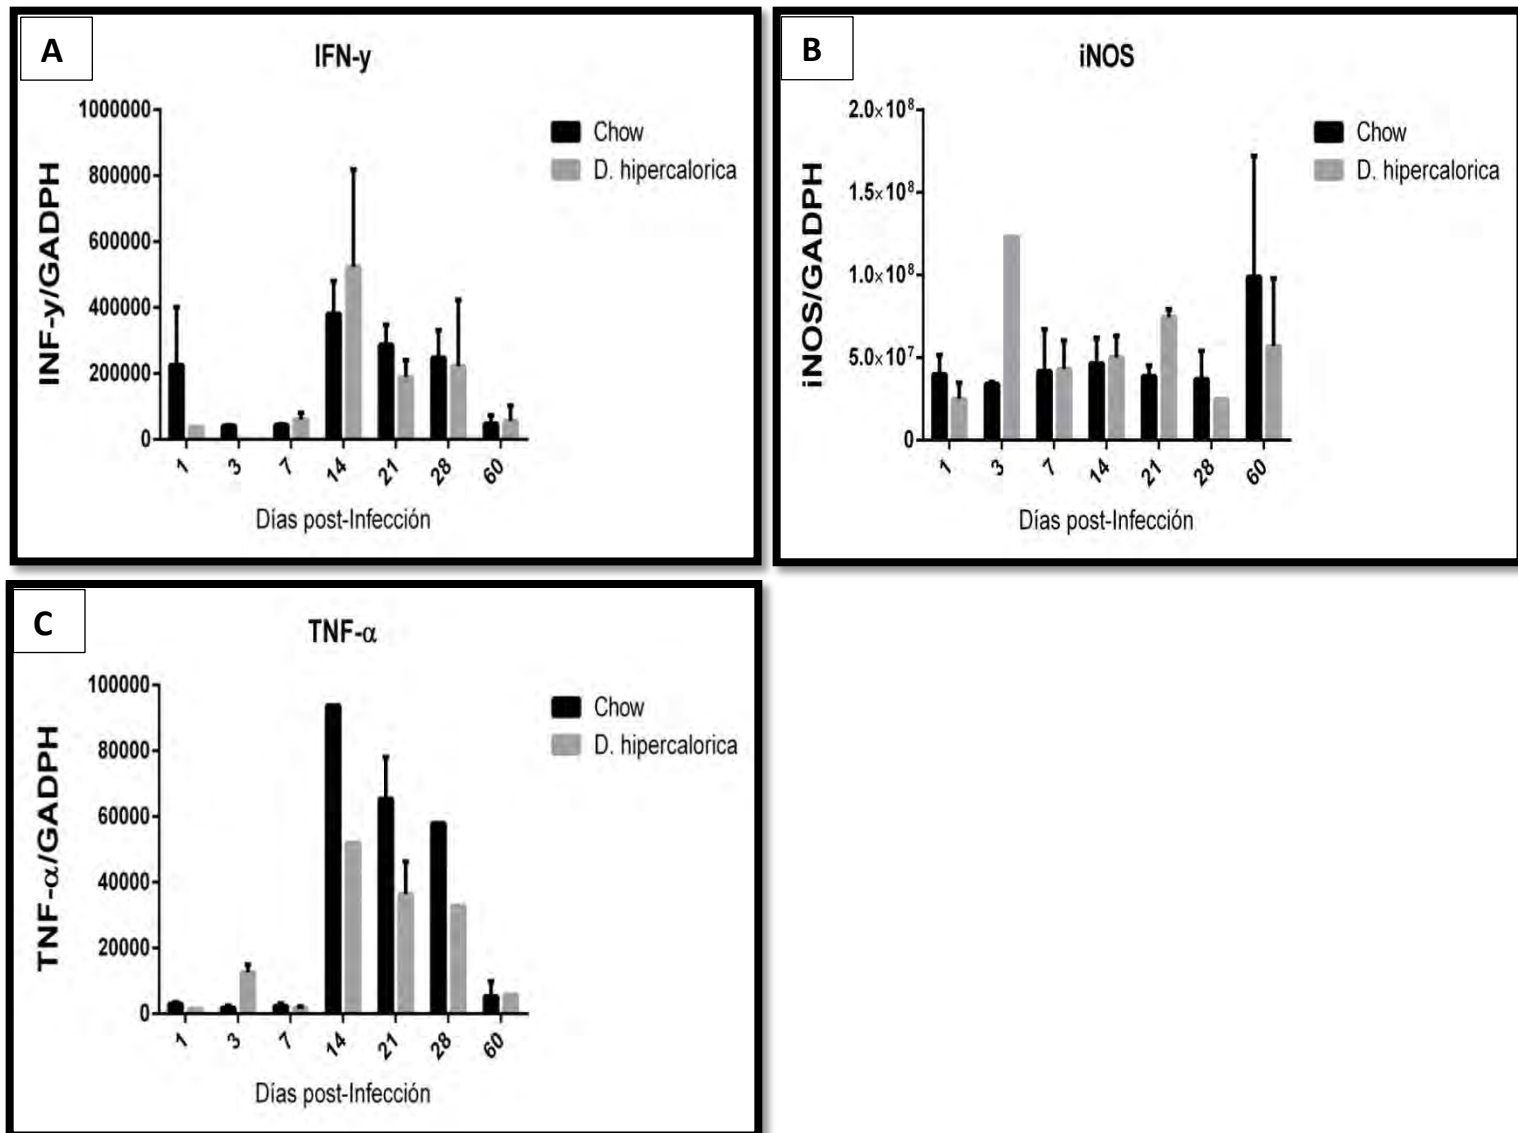 A
IFN-y
INF-y/GADPH
1000000
800000
600000
400000
200000
0
1 3 7 14 21 28 60
Días post-Infección
Chow
D. hipercalorica
B
iNOS
iNOS/GADPH
2.0×10⁸
1.5×10⁸
1.0×10⁸
5.0×10⁷
0
1 3 7 14 21 28 60
Días post-Infección
Chow
D. hipercalorica
C
TNF-α
TNF-α/GADPH
100000
80000
60000
40000
20000
0
1 3 7 14 21 28 60
Días post-Infección
Chow
D. hipercalorica